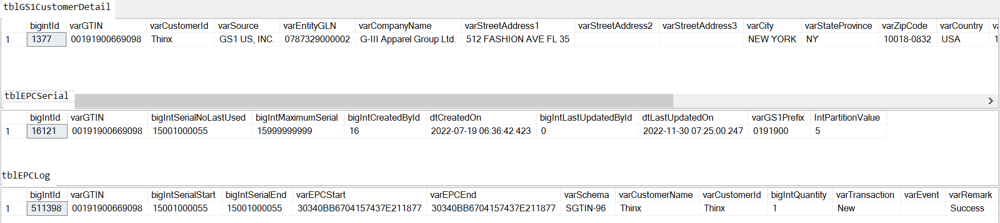 tblGS1CustomerDetail
bigintId varGTIN varCustomerId varSource varEntityGLN varCompanyName varStreetAddress1 varStreetAddress2 varStreetAddress3 varCity varStateProvince varZipCode varCountry va
1 1377 00191900669098 Thinx GS1 US, INC. 0787329000002 G-III Apparel Group Ltd. 512 FASHION AVE FL 35 NEW YORK NY 10018-0832 USA 1
tblEPCSerial
bigIntId varGTIN bigIntSerialNoLastUsed bigIntMaximumSerial bigIntCreatedById dtCreatedOn bigIntLastUpdatedById dtLastUpdatedOn varGS1Prefix IntPartitionValue
1 16121 00191900669098 15001000055 15999999999 16 2022-07-19 06:36:42.423 0 2022-11-30 07:25:00.247 0191900 5
tblEPCLog
bigIntId varGTIN bigIntSerialStart bigIntSerialEnd varEPCStart varEPCEnd varSchema varCustomerName varCustomerId bigIntQuantity varTransaction varEvent varRemark
1 511398 00191900669098 15001000055 15001000055 30340BB6704157437E211877 30340BB6704157437E211877 SGTIN-96 Thinx Thinx 1 New Success